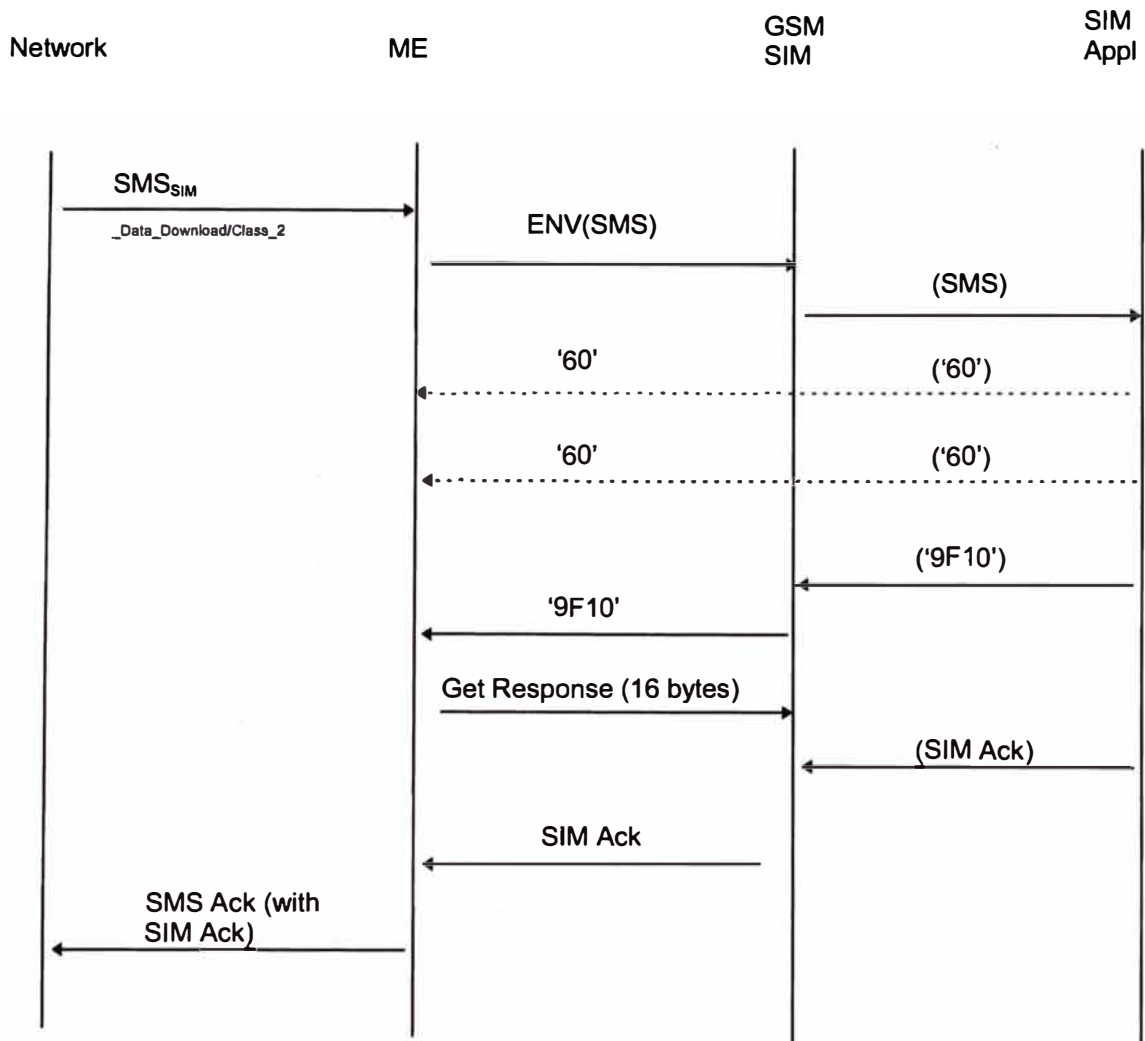 Network
ME
GSM
SIM
SIM
Appl
SMSSIM
_Data_Download/Class_2
ENV(SMS)
(SMS)
‘60’
(‘60’)
‘60’
(‘60’)
(‘9F10’)
‘9F10’
Get Response (16 bytes)
(SIM Ack)
SIM Ack
SMS Ack (with
SIM Ack)